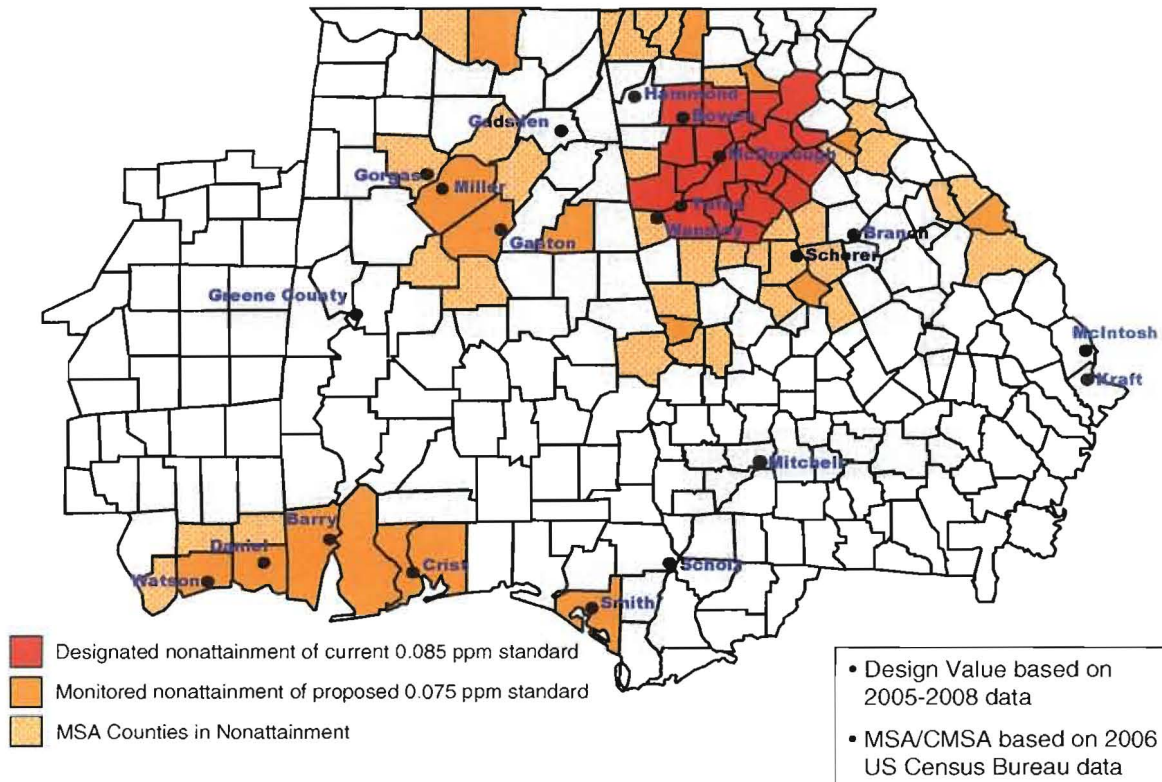 Hammond
Bowen
Gadsden
McDonough
Gorgas
Miller
Yates
Wansley
Gaston
Branch
Scherer
Greene County
McIntosh
Kraft
Mitchell
Barry
Daniel
Watson
Crist
Scholz
Smith
Designated nonattainment of current 0.085 ppm standard
Monitored nonattainment of proposed 0.075 ppm standard
MSA Counties in Nonattainment
• Design Value based on
2005-2008 data
• MSA/CMSA based on 2006
US Census Bureau data